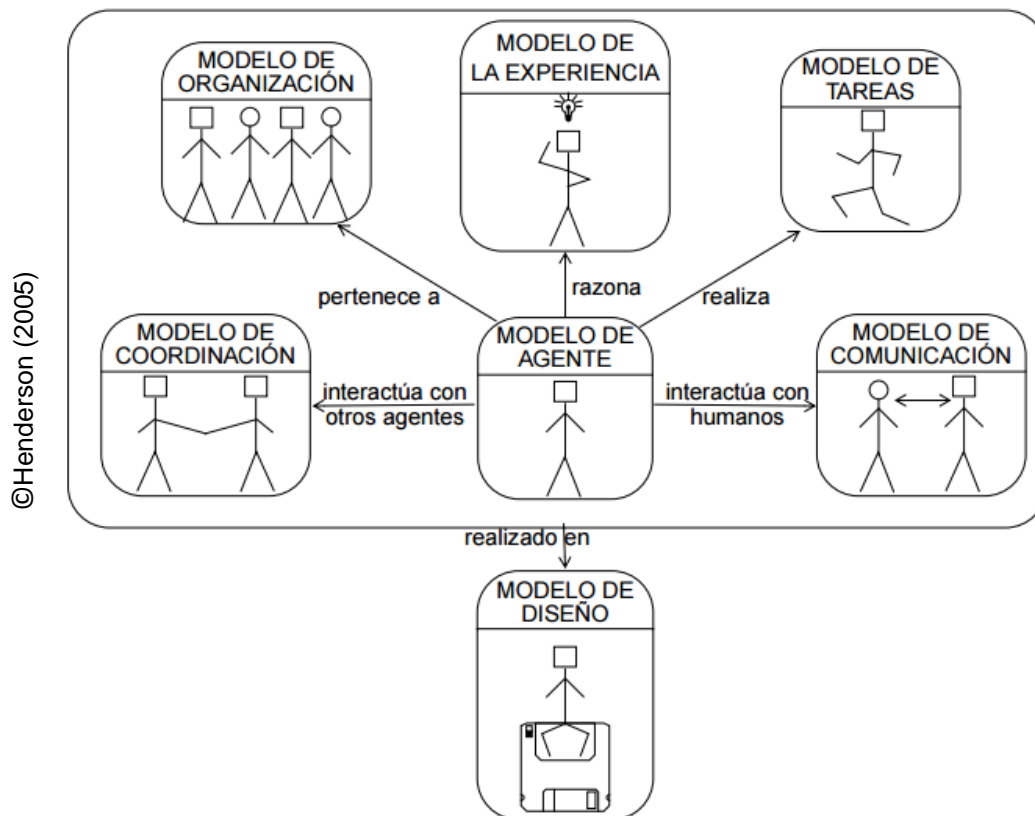 MODELO DE
ORGANIZACIÓN
MODELO DE
LA EXPERIENCIA
MODELO DE
TAREAS
pertenece a
razona
realiza
©Henderson (2005)
MODELO DE
COORDINACIÓN
interactúa con
otros agentes
MODELO DE
AGENTE
interactúa con
humanos
MODELO DE
COMUNICACIÓN
realizado en
MODELO DE
DISEÑO